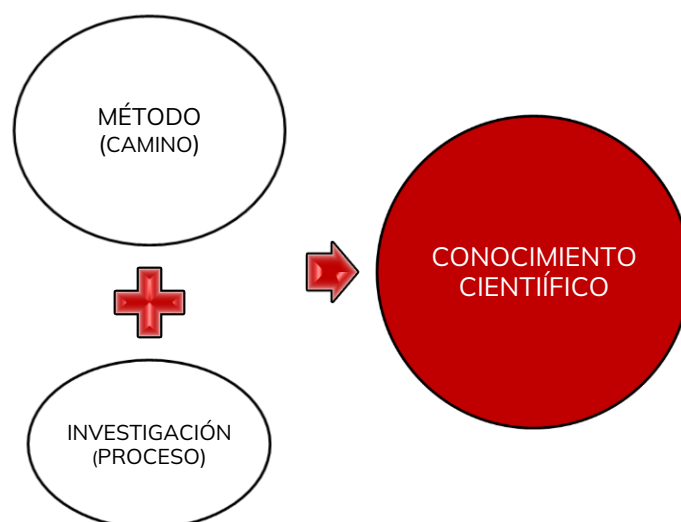 MÉTODO
(CAMINO)
CONOCIMIENTO
CIENTIÍFICO
INVESTIGACIÓN
(PROCESO)